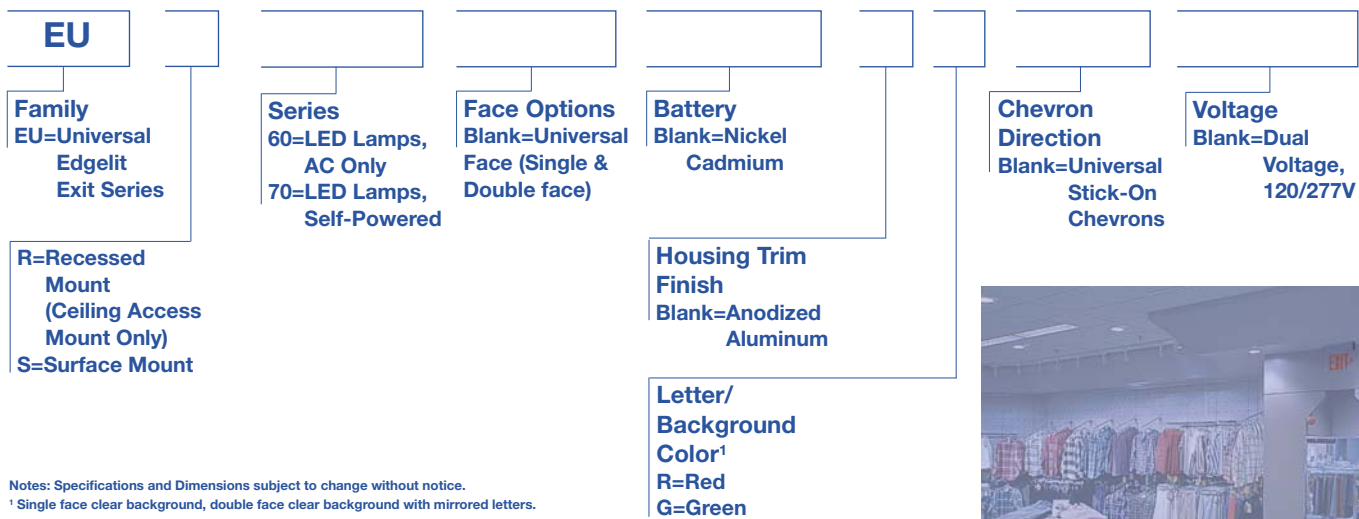 EU
Family
EU=Universal
Edgelit
Exit Series
R=Recessed
Mount
(Ceiling Access
Mount Only)
S=Surface Mount
Series
60=LED Lamps,
AC Only
70=LED Lamps,
Self-Powered
Face Options
Blank=Universal
Face (Single &
Double face)
Battery
Blank=Nickel
Cadmium
Housing Trim
Finish
Blank=Anodized
Aluminum
Letter/
Background
Color¹
R=Red
G=Green
Chevron
Direction
Blank=Universal
Stick-On
Chevrons
Voltage
Blank=Dual
Voltage,
120/277V
EXIT
Notes: Specifications and Dimensions subject to change without notice.
¹ Single face clear background, double face clear background with mirrored letters.